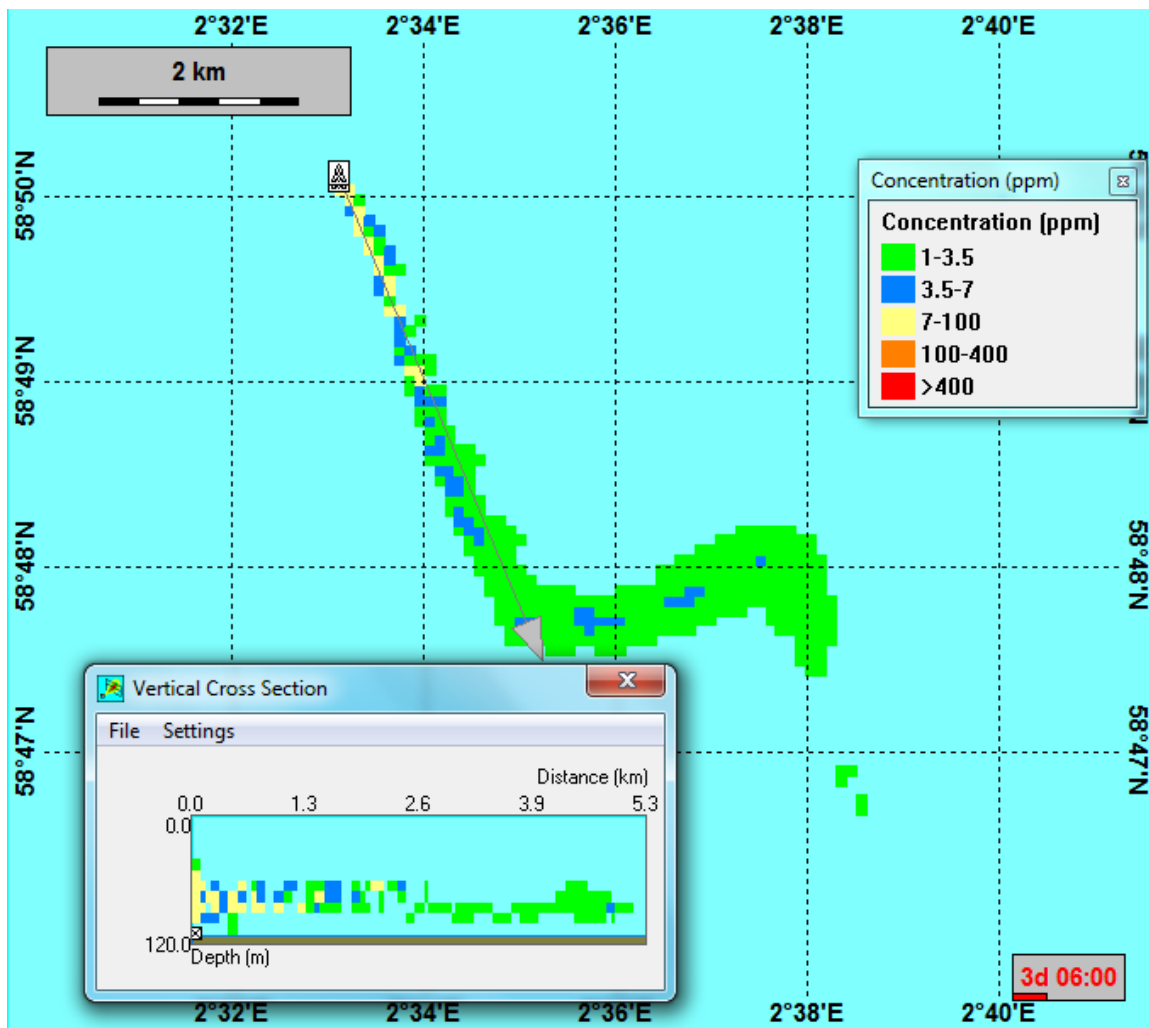 2°32'E 2°34'E 2°36'E 2°38'E 2°40'E
2 km
58°50'N
Concentration (ppm)
Concentration (ppm)
1-3.5
3.5-7
7-100
100-400
>400
58°49'N
58°48'N 58°48'N
58°47'N 58°47'N
Vertical Cross Section
File Settings
Distance (km)
0.0 1.3 2.6 3.9 5.3
0.0
120.0
Depth (m)
3d 06:00
2°32'E 2°34'E 2°36'E 2°38'E 2°40'E